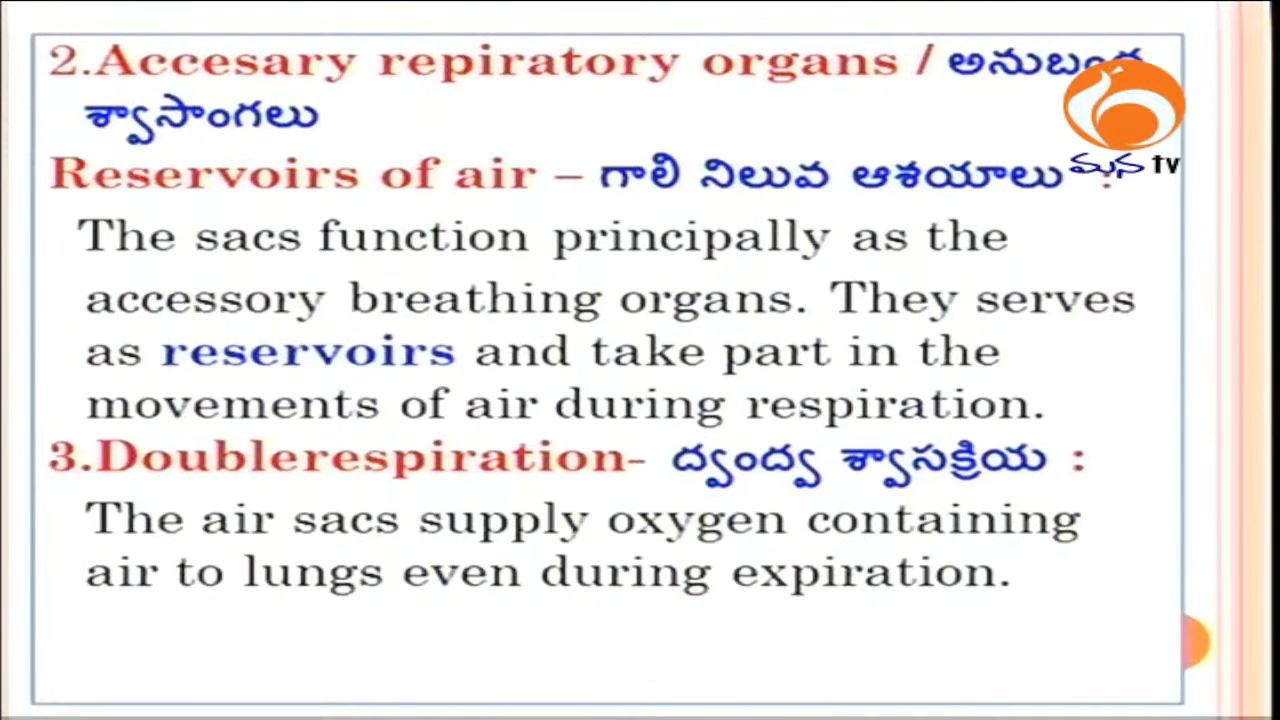 2.Accesary repiratory organs /
శ్వాసాంగలు
Reservoirs of air – గాలి నిలువ ఆశయాలు :
The sacs function principally as the
accessory breathing organs. They serves
as reservoirs and take part in the
movements of air during respiration.
3.Doublerespiration- ద్వంద్వ శ్వాసక్రియ :
The air sacs supply oxygen containing
air to lungs even during expiration.
మన tv